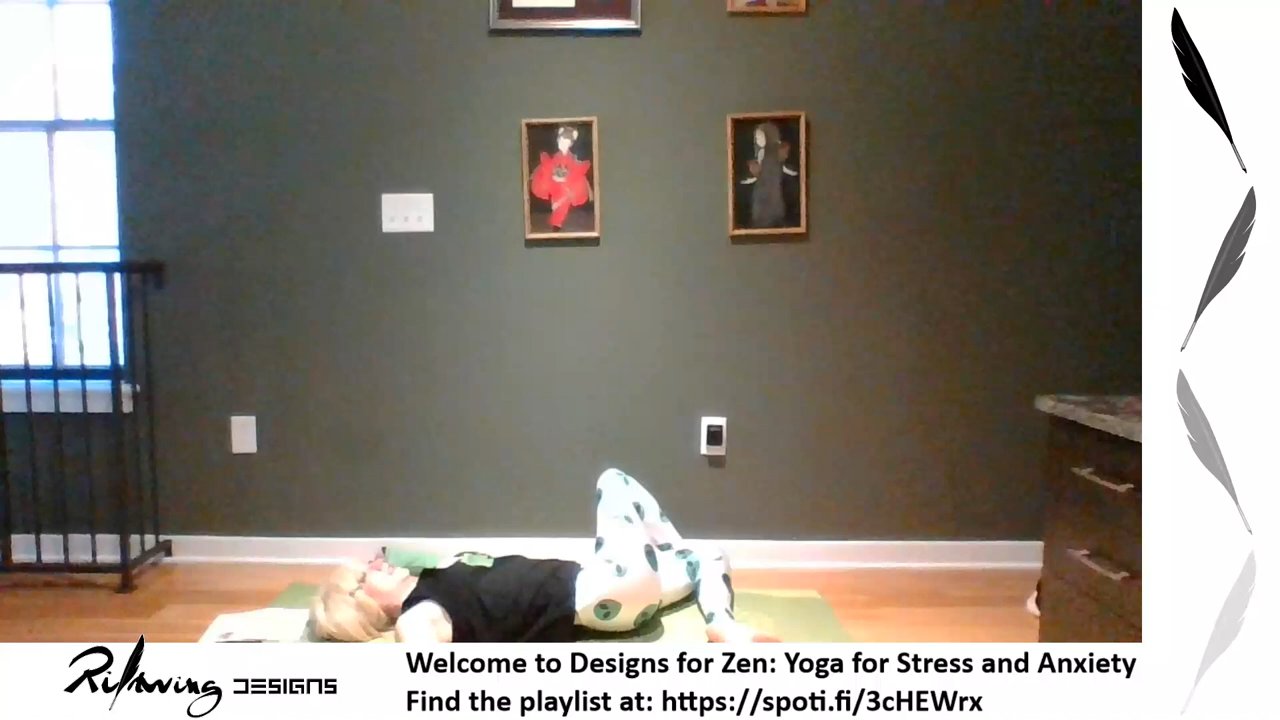 Welcome to Designs for Zen: Yoga for Stress and Anxiety
Find the playlist at: https://spoti.fi/3cHEWrx
DESIGNS